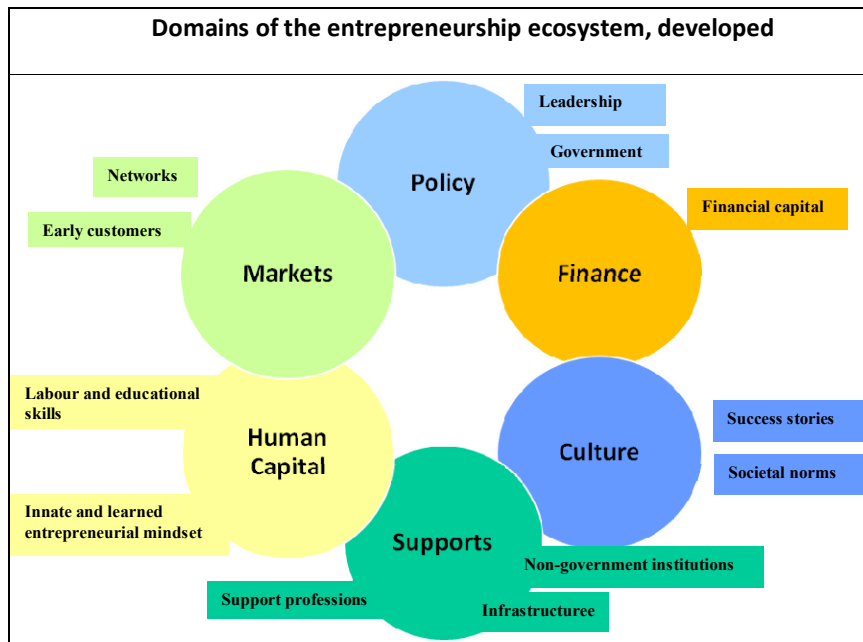 Domains of the entrepreneurship ecosystem, developed
Leadership
Government
Policy
Networks
Early customers
Markets
Financial capital
Finance
Labour and educational
skills
Human
Capital
Innate and learned
entrepreneurial mindset
Success stories
Societal norms
Culture
Supports
Non-government institutions
Support professions
Infrastructuree